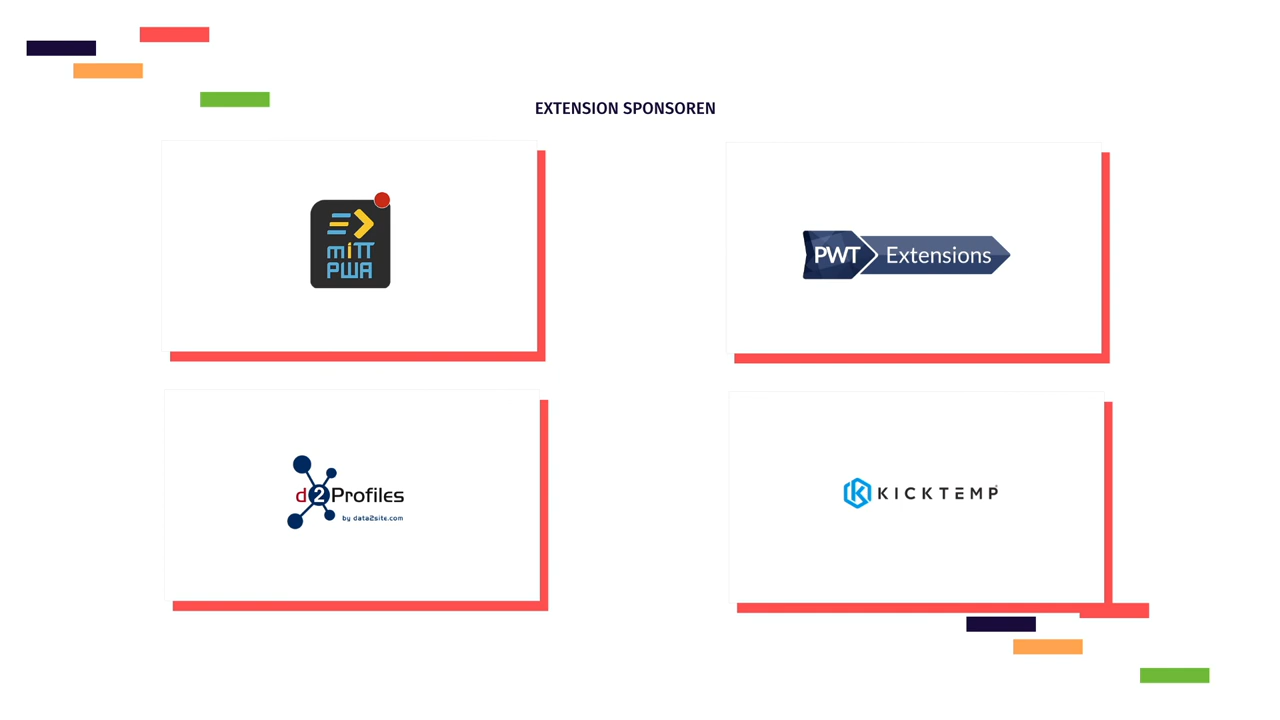 EXTENSION SPONSOREN
miTT
PWA
PWT Extensions
d2Profiles
by data2site.com
KICKTEMP